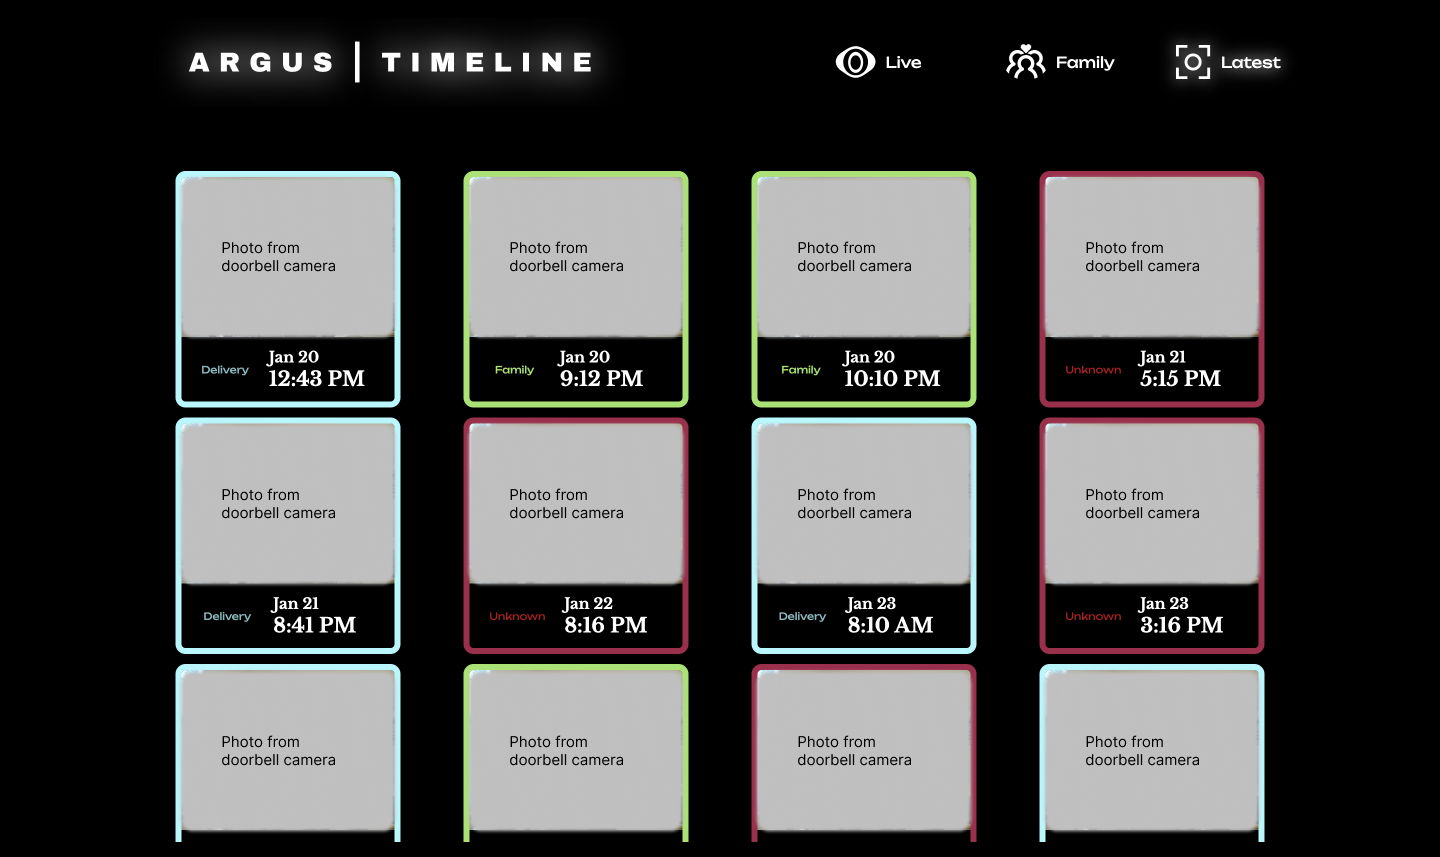 ARGUS | TIMELINE
Live
Family
Latest
Photo from
doorbell camera
Photo from
doorbell camera
Photo from
doorbell camera
Photo from
doorbell camera
Delivery
Jan 20
12:43 PM
Family
Jan 20
9:12 PM
Family
Jan 20
10:10 PM
Unknown
Jan 21
5:15 PM
Photo from
doorbell camera
Photo from
doorbell camera
Photo from
doorbell camera
Photo from
doorbell camera
Delivery
Jan 21
8:41 PM
Unknown
Jan 22
8:16 PM
Delivery
Jan 23
8:10 AM
Unknown
Jan 23
3:16 PM
Photo from
doorbell camera
Photo from
doorbell camera
Photo from
doorbell camera
Photo from
doorbell camera